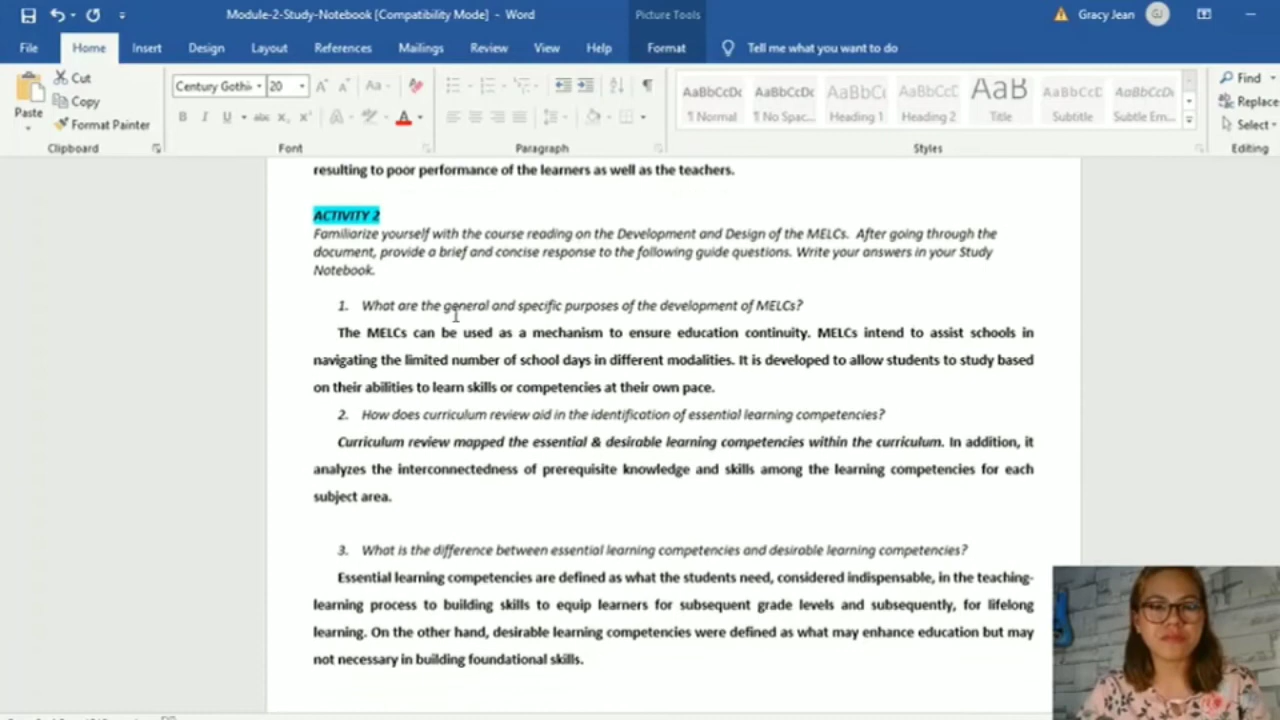 Module-2-Study-Notebook [Compatibility Mode] - Word
Picture Tools
Gracy Jean
GJ
File Home Insert Design Layout References Mailings Review View Help Format Tell me what you want to do
Paste
Cut
Copy
Format Painter
Clipboard
Century Gothi 20
Aa
B I U abc x, x
Font
Paragraph
AaBbCcDc AaBbCcDc AaBbC( AaBbCcC AaB AaBbCcC AaBbCcDc
¶ Normal ¶ No Spac... Heading 1 Heading 2 Title Subtitle Subtle Em...
Styles
Find
Replace
Select
Editing
resulting to poor performance of the learners as well as the teachers.
ACTIVITY 2
Familiarize yourself with the course reading on the Development and Design of the MELCs. After going through the
document, provide a brief and concise response to the following guide questions. Write your answers in your Study
Notebook.
1. What are the general and specific purposes of the development of MELCs?
The MELCs can be used as a mechanism to ensure education continuity. MELCs intend to assist schools in
navigating the limited number of school days in different modalities. It is developed to allow students to study based
on their abilities to learn skills or competencies at their own pace.
2. How does curriculum review aid in the identification of essential learning competencies?
Curriculum review mapped the essential & desirable learning competencies within the curriculum. In addition, it
analyzes the interconnectedness of prerequisite knowledge and skills among the learning competencies for each
subject area.
3. What is the difference between essential learning competencies and desirable learning competencies?
Essential learning competencies are defined as what the students need, considered indispensable, in the teaching-
learning process to building skills to equip learners for subsequent grade levels and subsequently, for lifelong
learning. On the other hand, desirable learning competencies were defined as what may enhance education but may
not necessary in building foundational skills.